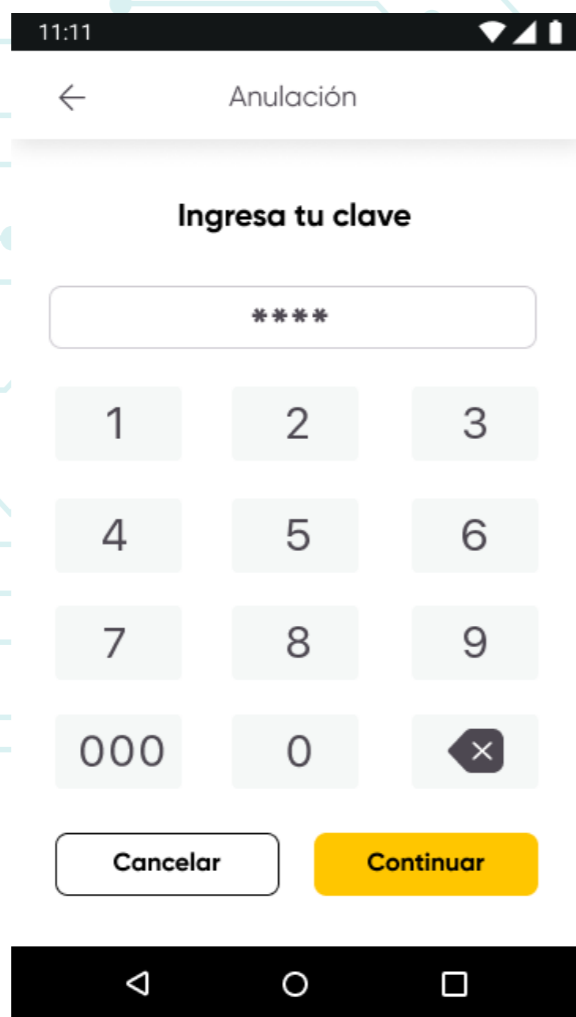 11:11
Anulación
Ingresa tu clave
****
1 2 3
4 5 6
7 8 9
000 0
Cancelar Continuar